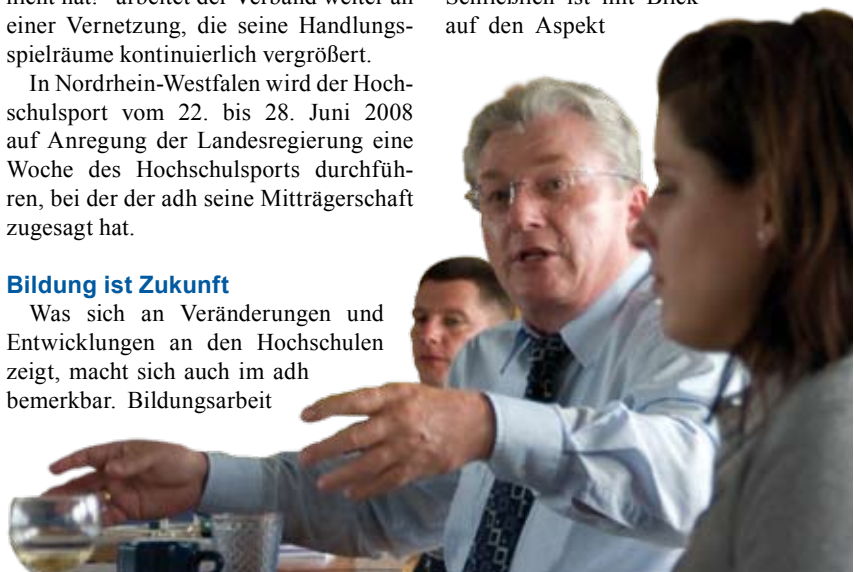 arbeitet der Verband weiter an
einer Vernetzung, die seine Handlungs-
spielräume kontinuierlich vergrößert.
In Nordrhein-Westfalen wird der Hoch-
schulsport vom 22. bis 28. Juni 2008
auf Anregung der Landesregierung eine
Woche des Hochschulsports durchfüh-
ren, bei der der adh seine Mitträgerschaft
zugesagt hat.
Bildung ist Zukunft
Was sich an Veränderungen und
Entwicklungen an den Hochschulen
zeigt, macht sich auch im adh
bemerkbar. Bildungsarbeit
Schließlich ist mit Blick
auf den Aspekt